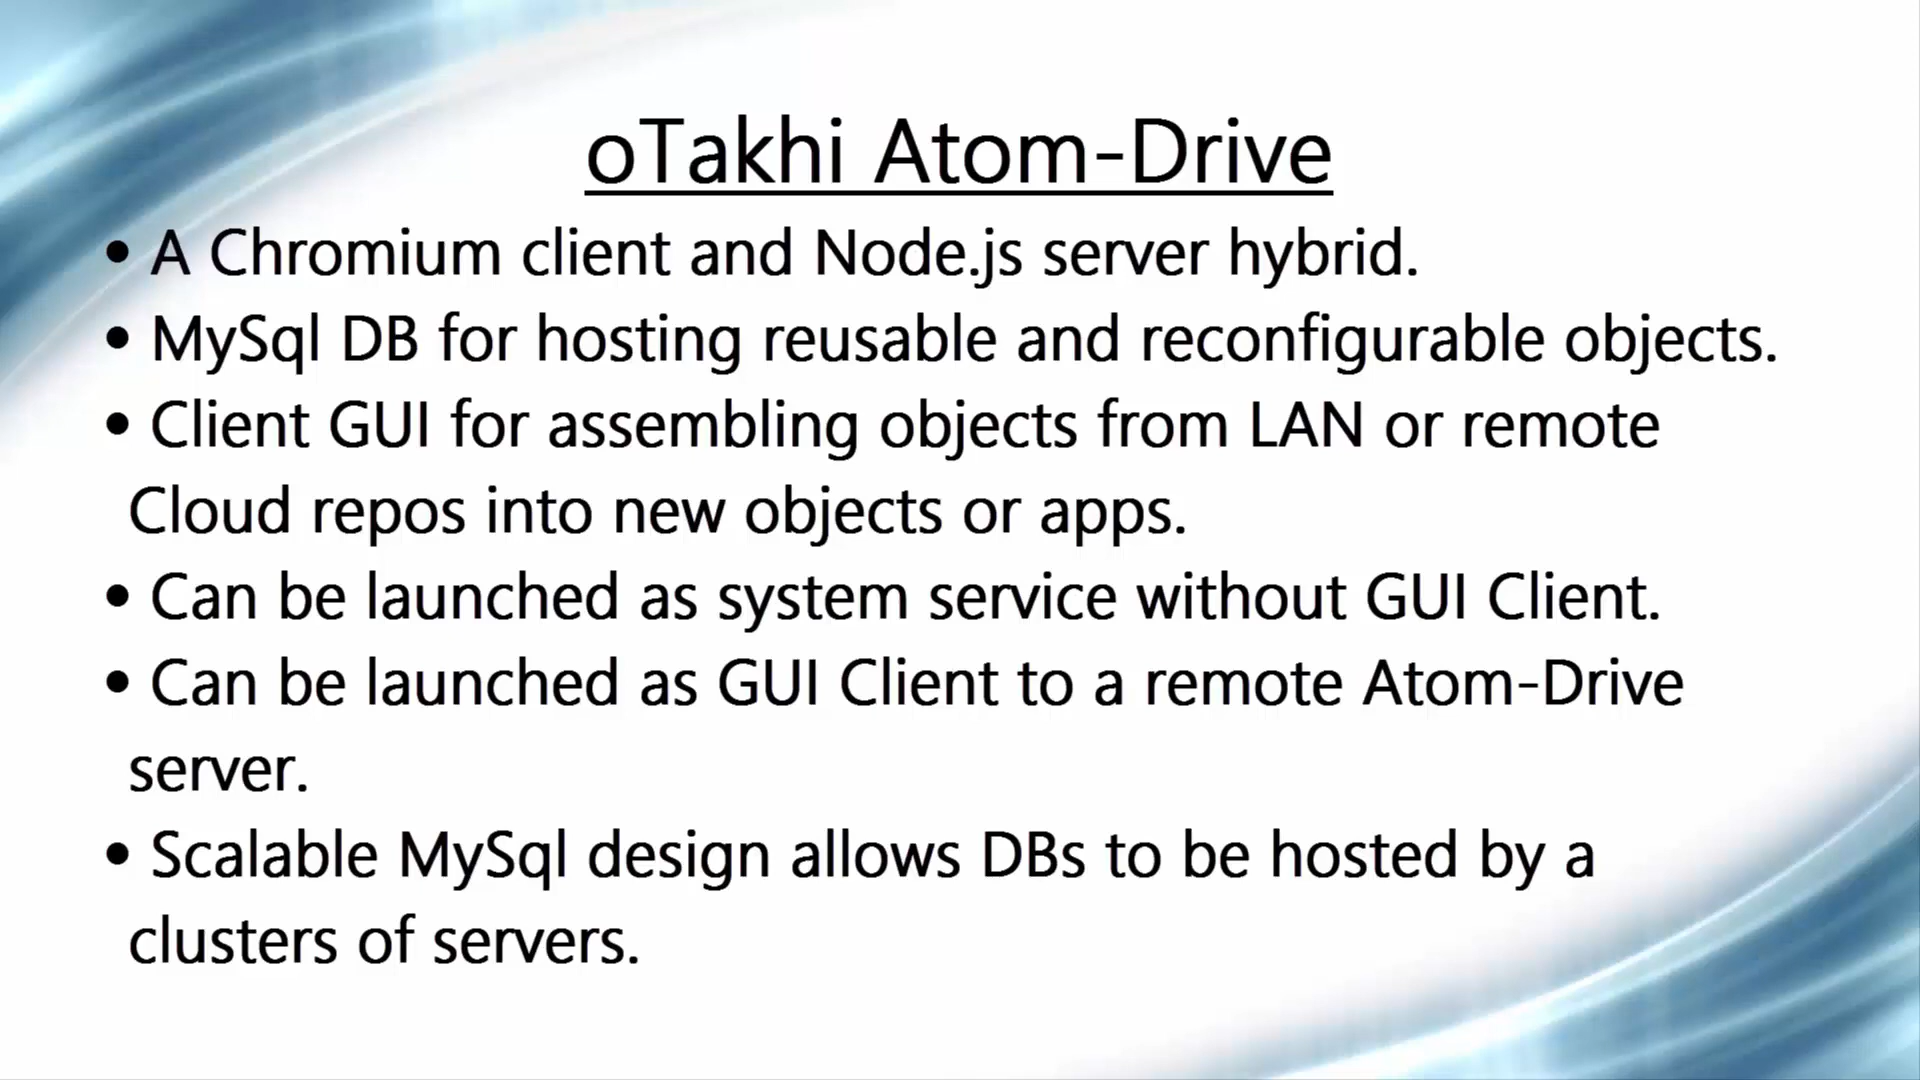 oTakhi Atom-Drive
• A Chromium client and Node.js server hybrid.
• MySql DB for hosting reusable and reconfigurable objects.
• Client GUI for assembling objects from LAN or remote
Cloud repos into new objects or apps.
• Can be launched as system service without GUI Client.
• Can be launched as GUI Client to a remote Atom-Drive
server.
• Scalable MySql design allows DBs to be hosted by a
clusters of servers.